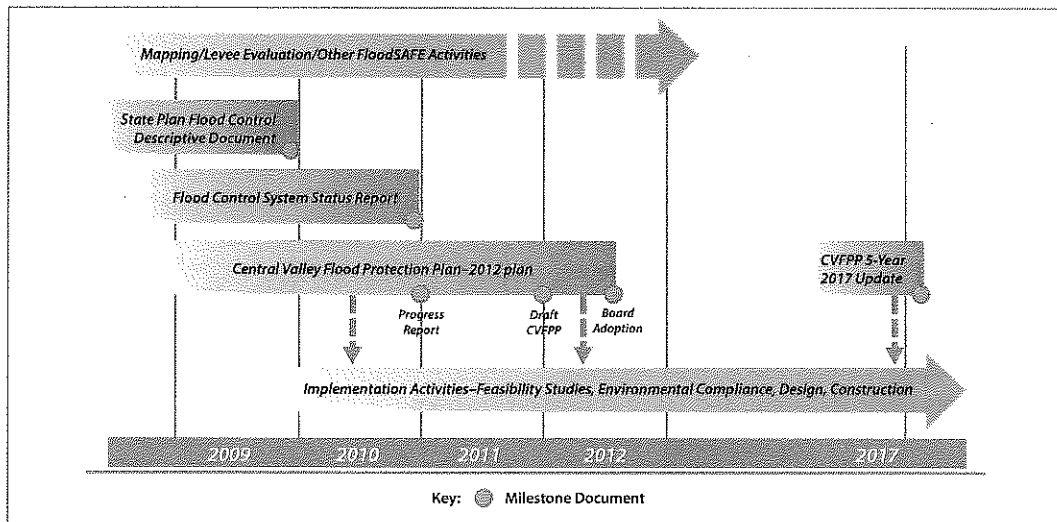 Mapping/Levee Evaluation/Other FloodSAFE Activities
State Plan Flood Control
Descriptive Document
Flood Control System Status Report
Central Valley Flood Protection Plan–2012 plan
CVFPP 5-Year
2017 Update
Progress
Report
Draft
CVFPP
Board
Adoption
Implementation Activities–Feasibility Studies, Environmental Compliance, Design, Construction
2009
2010
2011
2012
2017
Key: Milestone Document